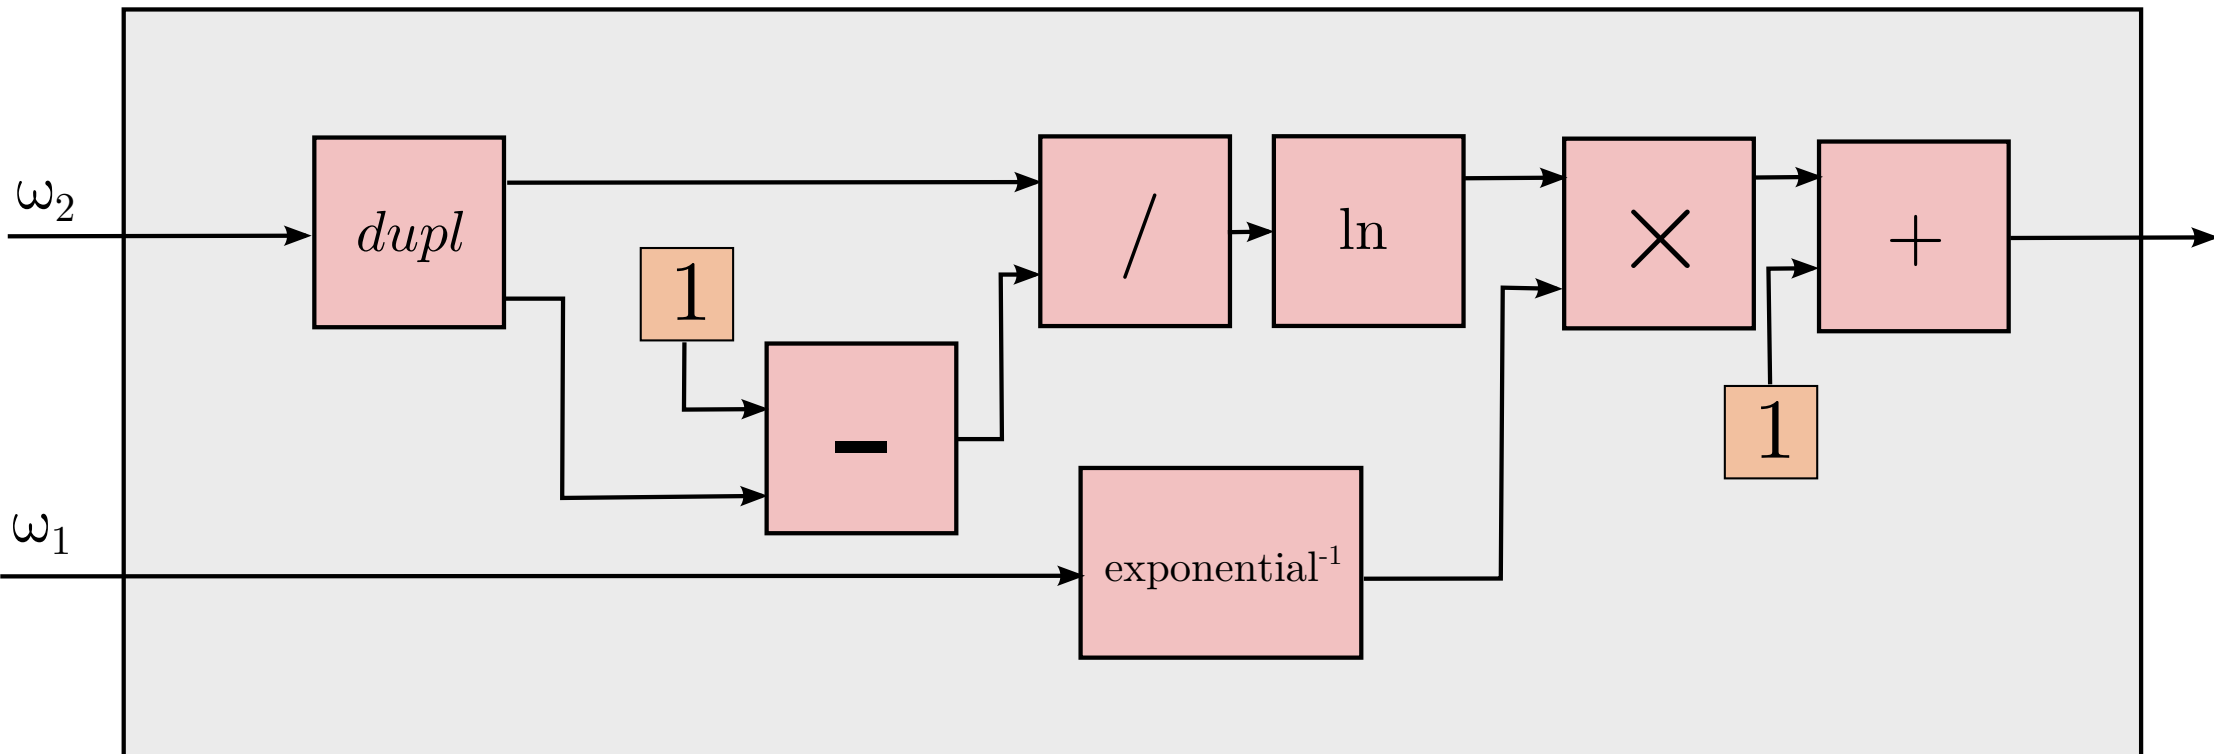 ω₂
dupl
1
-
/
ln
×
+
1
ω₁
exponential⁻¹